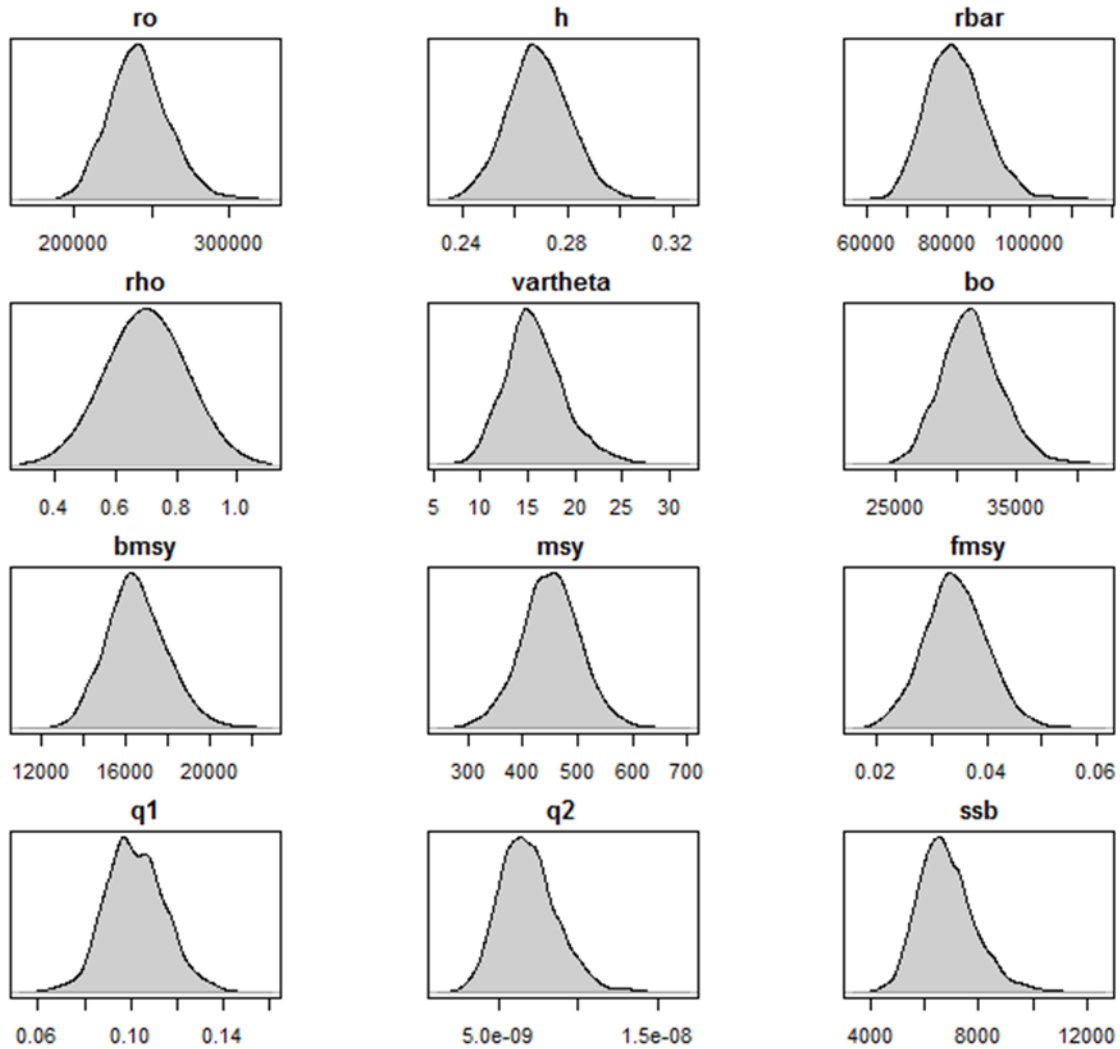 ro h rbar
200000 300000 0.24 0.28 0.32 60000 80000 100000
rho vartheta bo
0.4 0.6 0.8 1.0 5 10 15 20 25 30 25000 35000
bmsy msy fmsy
12000 16000 20000 300 400 500 600 700 0.02 0.04 0.06
q1 q2 ssb
0.06 0.10 0.14 5.0e-09 1.5e-08 4000 8000 12000